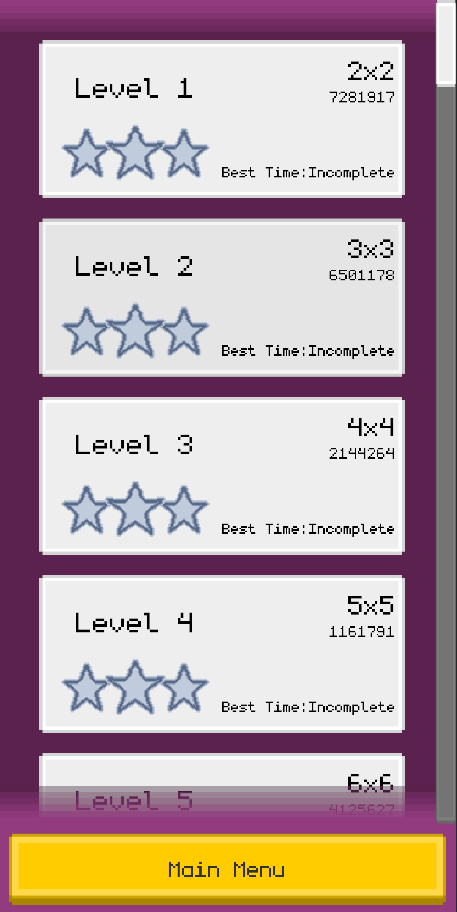 Level 1
2x2
7281917
Best Time:Incomplete
Level 2
3x3
6501178
Best Time:Incomplete
Level 3
4x4
2144264
Best Time:Incomplete
Level 4
5x5
1161791
Best Time:Incomplete
Level 5
6x6
4125627
Main Menu